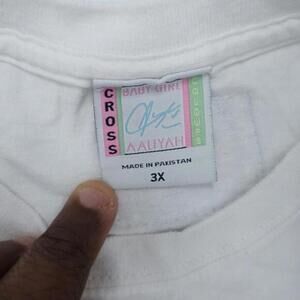 CROSS
BABY GIRL
AALIYAH
MADE IN PAKISTAN
3X